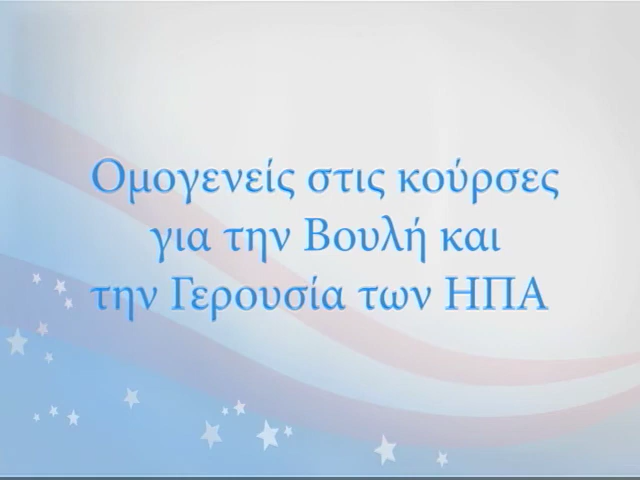 Ομογενείς στις κούρσες
για την Βουλή και
την Γερουσία των ΗΠΑ